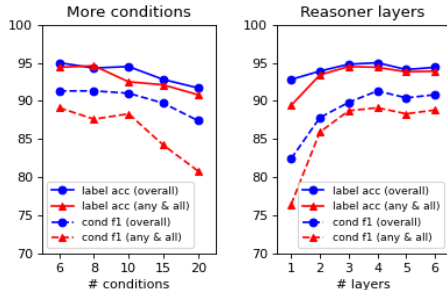 More conditions
100
95
90
85
80
75
70
label acc (overall)
label acc (any & all)
cond f1 (overall)
cond f1 (any & all)
6 8 10 15 20
# conditions
Reasoner layers
100
95
90
85
80
75
70
label acc (overall)
label acc (any & all)
cond f1 (overall)
cond f1 (any & all)
1 2 3 4 5 6
# layers